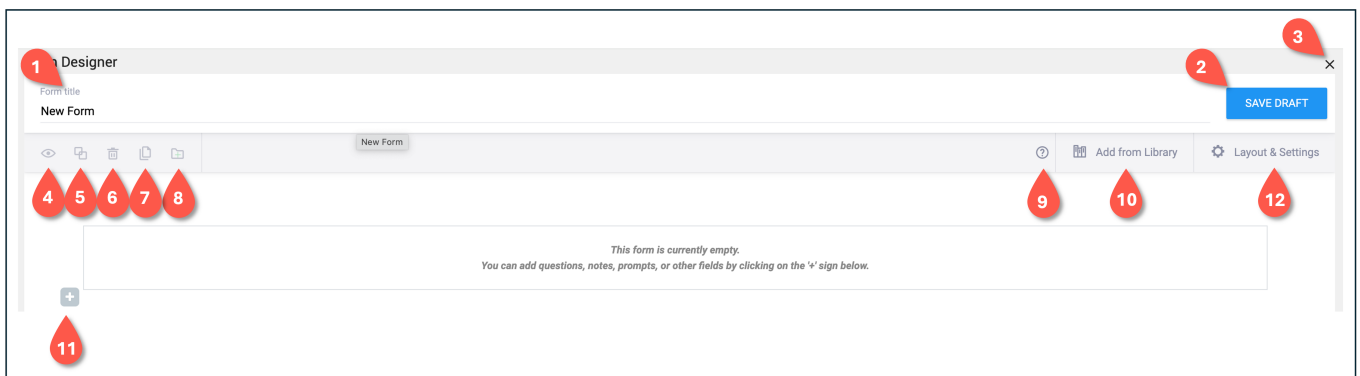 3
1 Designer
2
Form title
New Form
SAVE DRAFT
New Form
Add from Library
Layout & Settings
4 5 6 7 8
9
10
12
This form is currently empty.
You can add questions, notes, prompts, or other fields by clicking on the '+' sign below.
+
11